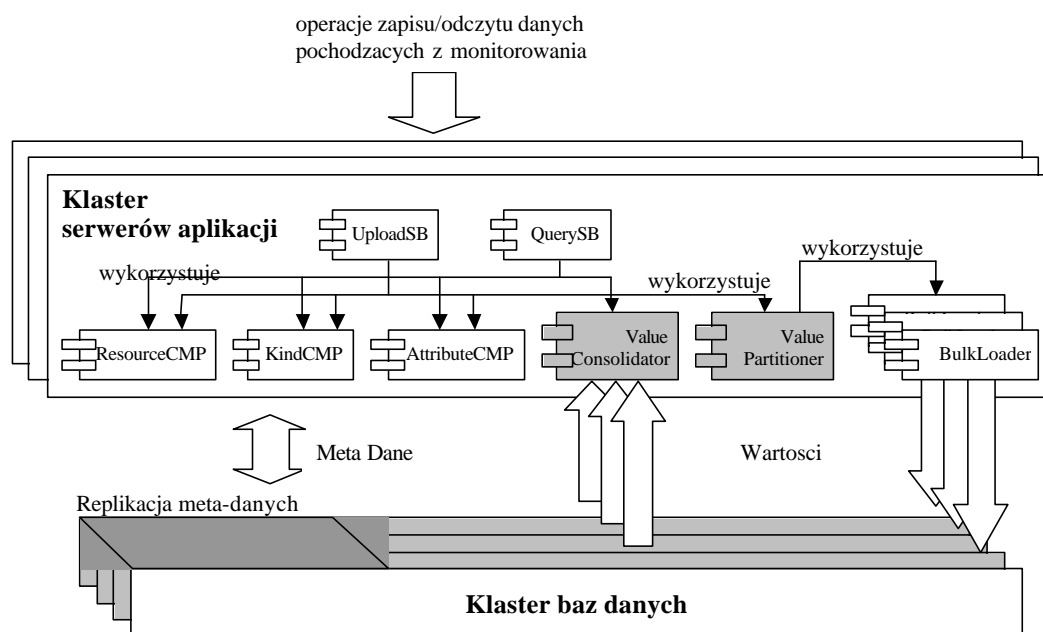 operacje zapisu/odczytu danych
pochodzacych z monitorowania
Klaster
serwerów aplikacji
UploadSB
QuerySB
wykorzystuje
wykorzystuje
wykorzystuje
ResourceCMP
KindCMP
AttributeCMP
Value
Consolidator
Value
Partitioner
BulkLoader
Meta Dane
Wartosci
Replikacja meta-danych
Klaster baz danych